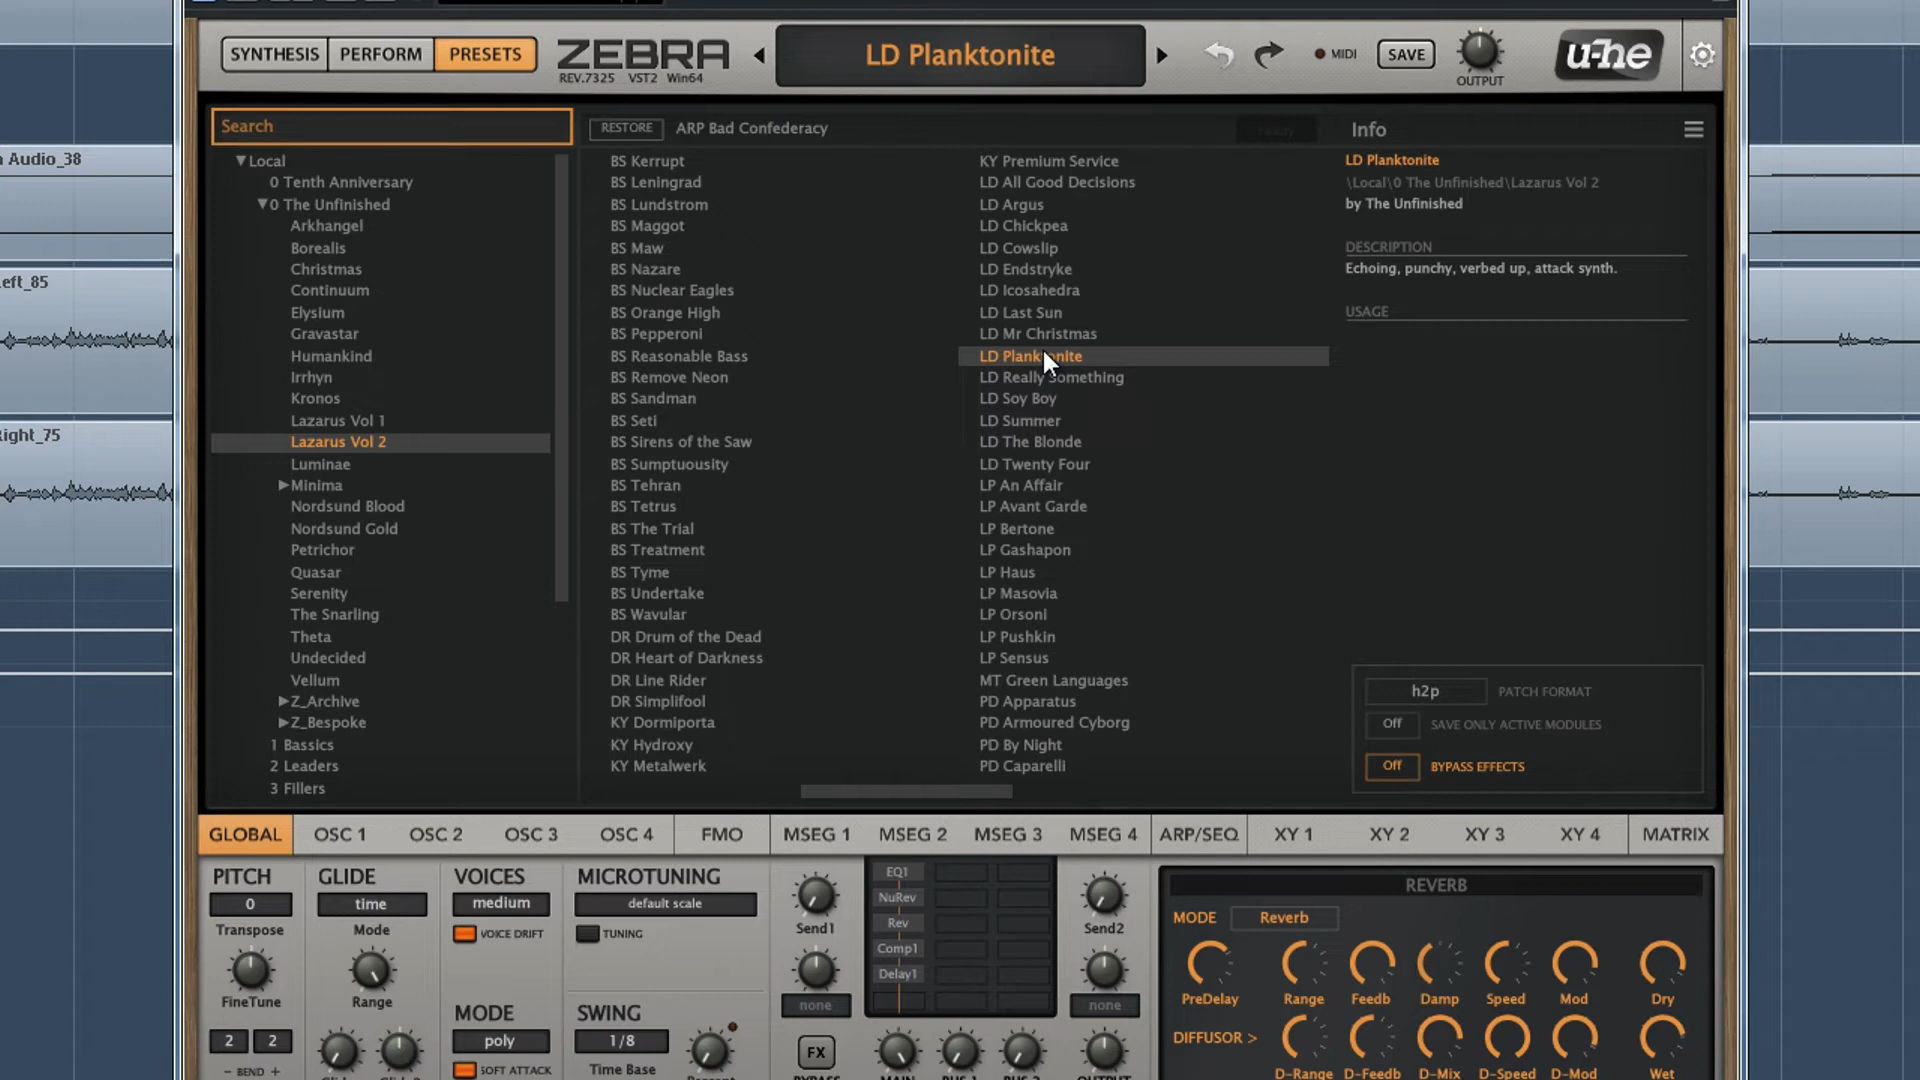 SYNTHESIS PERFORM PRESETS ZEBRA LD Planktonite MIDI SAVE u-he
REV.7325 VST2 Win64 OUTPUT
Search RESTORE ARP Bad Confederacy Info
Audio_38
eft_85
ight_75
Local
0 Tenth Anniversary
0 The Unfinished
Arkhangel
Borealis
Christmas
Continuum
Elysium
Gravastar
Humankind
Irrhyn
Kronos
Lazarus Vol 1
Lazarus Vol 2
Luminae
Minima
Nordsund Blood
Nordsund Gold
Petrichor
Quasar
Serenity
The Snarling
Theta
Undecided
Vellum
Z_Archive
Z_Bespoke
1 Bassics
2 Leaders
3 Fillers
BS Kerrupt
BS Leningrad
BS Lundstrom
BS Maggot
BS Maw
BS Nazare
BS Nuclear Eagles
BS Orange High
BS Pepperoni
BS Reasonable Bass
BS Remove Neon
BS Sandman
BS Seti
BS Sirens of the Saw
BS Sumptuousity
BS Tehran
BS Tetrus
BS The Trial
BS Treatment
BS Tyme
BS Undertake
BS Wavular
DR Drum of the Dead
DR Heart of Darkness
DR Line Rider
DR Simplifool
KY Dormiporta
KY Hydroxy
KY Metalwerk
KY Premium Service
LD All Good Decisions
LD Argus
LD Chickpea
LD Cowslip
LD Endstryke
LD Icosahedra
LD Last Sun
LD Mr Christmas
LD Planktonite
LD Really Something
LD Soy Boy
LD Summer
LD The Blonde
LD Twenty Four
LP An Affair
LP Avant Garde
LP Bertone
LP Gashapon
LP Haus
LP Masovia
LP Orsoni
LP Pushkin
LP Sensus
MT Green Languages
PD Apparatus
PD Armoured Cyborg
PD By Night
PD Caparelli
LD Planktonite
\Local\0 The Unfinished\Lazarus Vol 2
by The Unfinished
DESCRIPTION
Echoing, punchy, verbed up, attack synth.
USAGE
h2p PATCH FORMAT
Off SAVE ONLY ACTIVE MODULES
Off BYPASS EFFECTS
GLOBAL OSC 1 OSC 2 OSC 3 OSC 4 FMO MSEG 1 MSEG 2 MSEG 3 MSEG 4 ARP/SEQ XY 1 XY 2 XY 3 XY 4 MATRIX
PITCH
0
Transpose
FineTune
2 2
- BEND +
GLIDE
time
Mode
Range
VOICES
medium
VOICE DRIFT
MODE
poly
SOFT ATTACK
MICROTUNING
default scale
TUNING
SWING
1/8
Time Base
Send1
none
FX
EQ1
NuRev
Rev
Comp1
Delay1
Send2
none
REVERB
MODE Reverb
PreDelay Range Feedb Damp Speed Mod Dry
DIFFUSOR >
D-Range D-Feedb D-Mix D-Speed D-Mod Wet